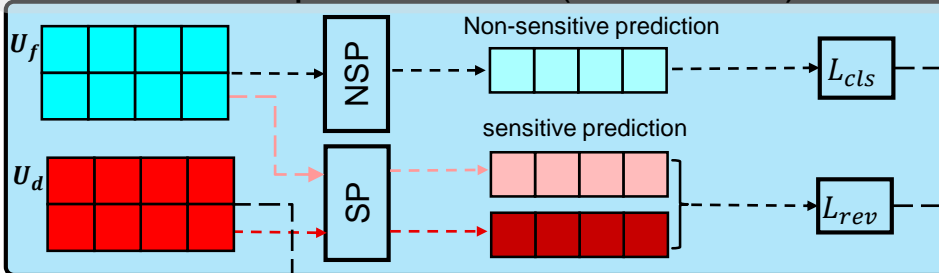 Non-sensitive prediction
U_f
NSP
L_cls
sensitive prediction
U_d
SP
L_rev